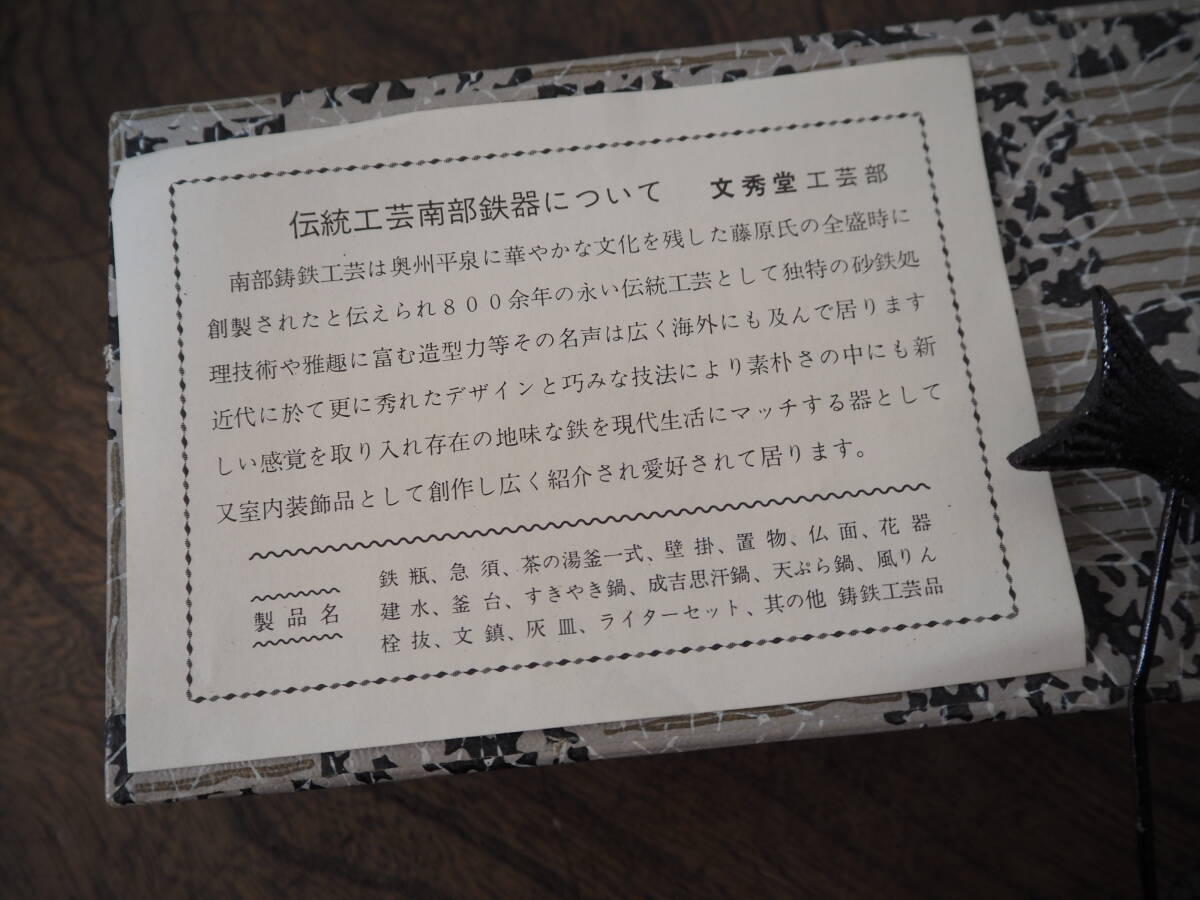 伝統工芸南部鉄器について 文秀堂工芸部
南部鋳鉄工芸は奥州平泉に華やかな文化を残した藤原氏の全盛時に
創製されたと伝えられ800余年の永い伝統工芸として独特の砂鉄処
理技術や雅趣に富む造型力等その名声は広く海外にも及んで居ります
近代に於て更に秀れたデザインと巧みな技法により素朴さの中にも新
しい感覚を取り入れ存在の地味な鉄を現代生活にマッチする器として
又室内装飾品として創作し広く紹介され愛好されて居ります。
製品名
鉄瓶、急須、茶の湯釜一式、壁掛、置物、仏面、花器
建水、釜台、すきやき鍋、成吉思汗鍋、天ぷら鍋、風りん
栓抜、文鎮、灰皿、ライターセット、其の他 鋳鉄工芸品